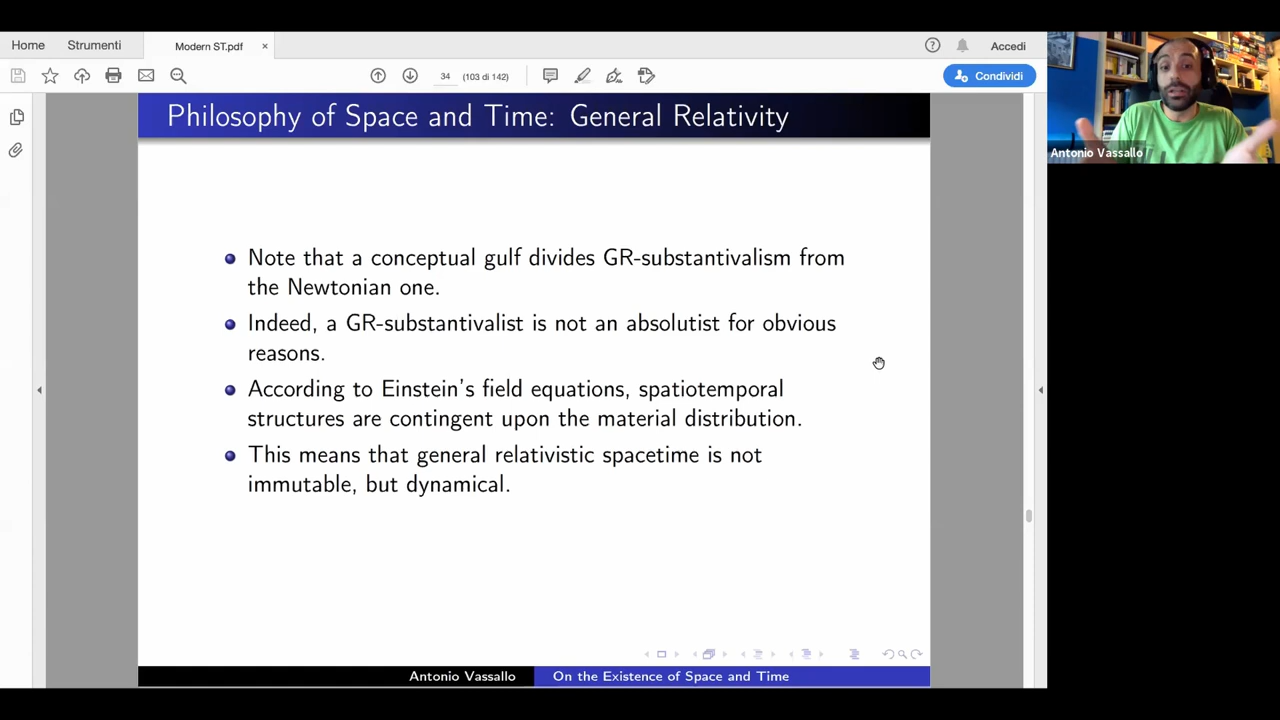 Home Strumenti Modern ST.pdf × Accedi
34 (103 di 142) Condividi
Philosophy of Space and Time: General Relativity
Note that a conceptual gulf divides GR-substantivalism from
the Newtonian one.
Indeed, a GR-substantivalist is not an absolutist for obvious
reasons.
According to Einstein's field equations, spatiotemporal
structures are contingent upon the material distribution.
This means that general relativistic spacetime is not
immutable, but dynamical.
Antonio Vassallo On the Existence of Space and Time
Antonio Vassallo